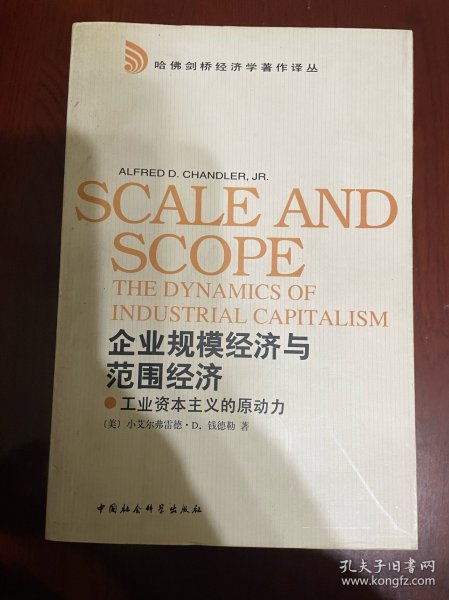 哈佛剑桥经济学著作译丛
ALFRED D. CHANDLER, JR.
SCALE AND
SCOPE
THE DYNAMICS OF
INDUSTRIAL CAPITALISM
企业规模经济与
范围经济
●工业资本主义的原动力
〔美〕小艾尔弗雷德·D.钱德勒 著
中国社会科学出版社
孔夫子旧书网
www.kongfz.com